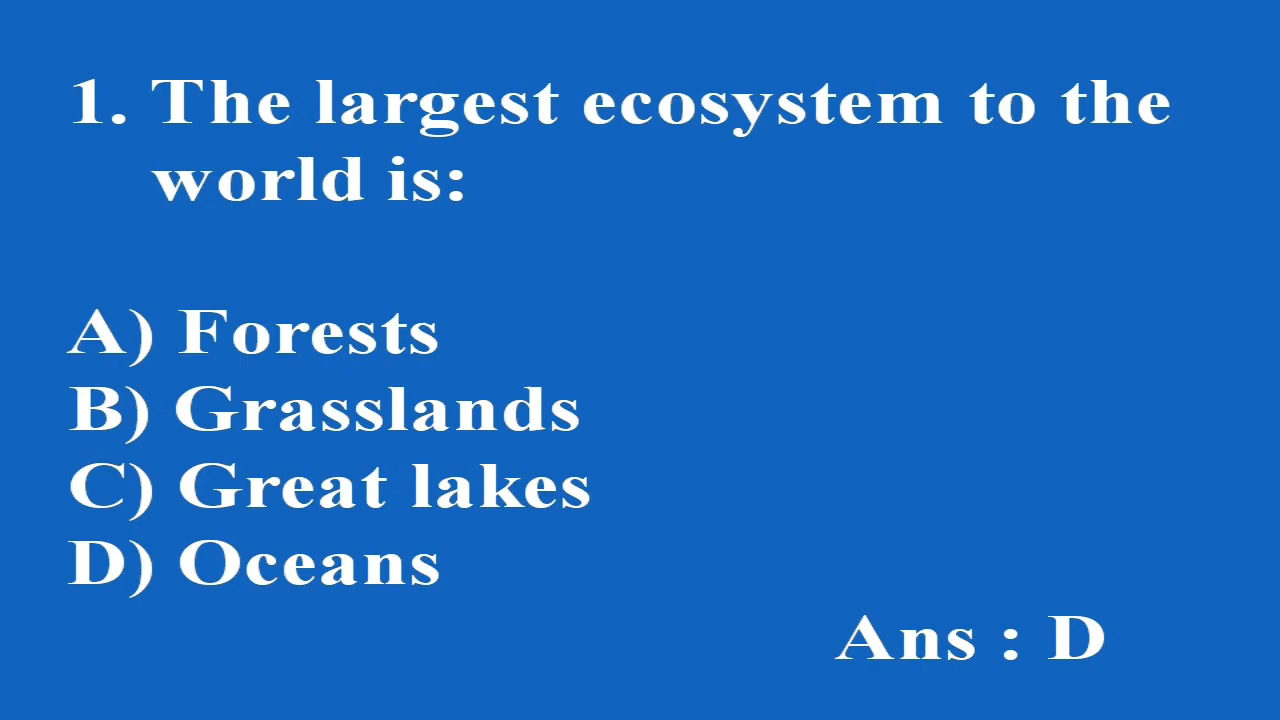 1. The largest ecosystem to the
world is:
A) Forests
B) Grasslands
C) Great lakes
D) Oceans
Ans : D